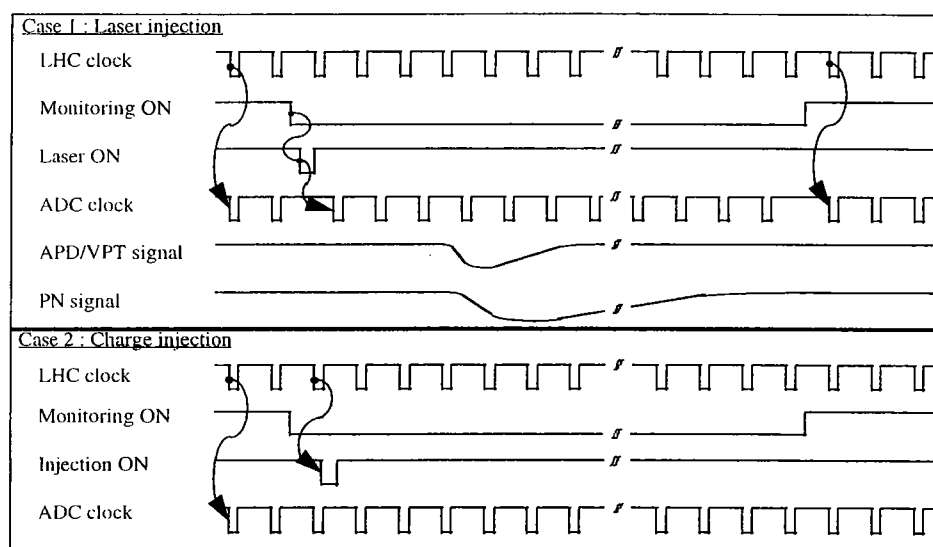 Case 1 : Laser injection
LHC clock
Monitoring ON
Laser ON
ADC clock
APD/VPT signal
PN signal
Case 2 : Charge injection
LHC clock
Monitoring ON
Injection ON
ADC clock